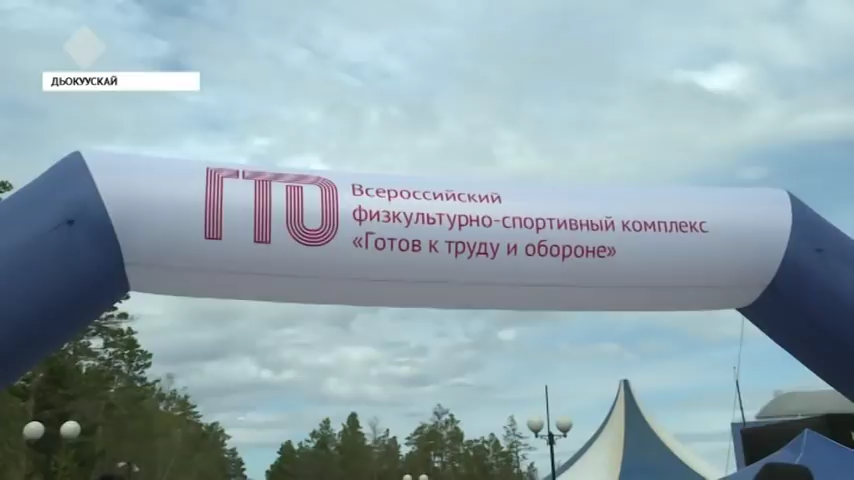 ДЬОКУУСКАЙ
ГТО
Всероссийский
физкультурно-спортивный комплекс
«Готов к труду и обороне»